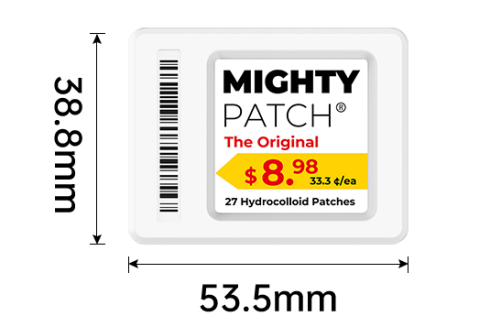 38.8mm
MIGHTY
PATCH®
The Original
$8.98
33.3 ¢/ea
27 Hydrocolloid Patches
53.5mm